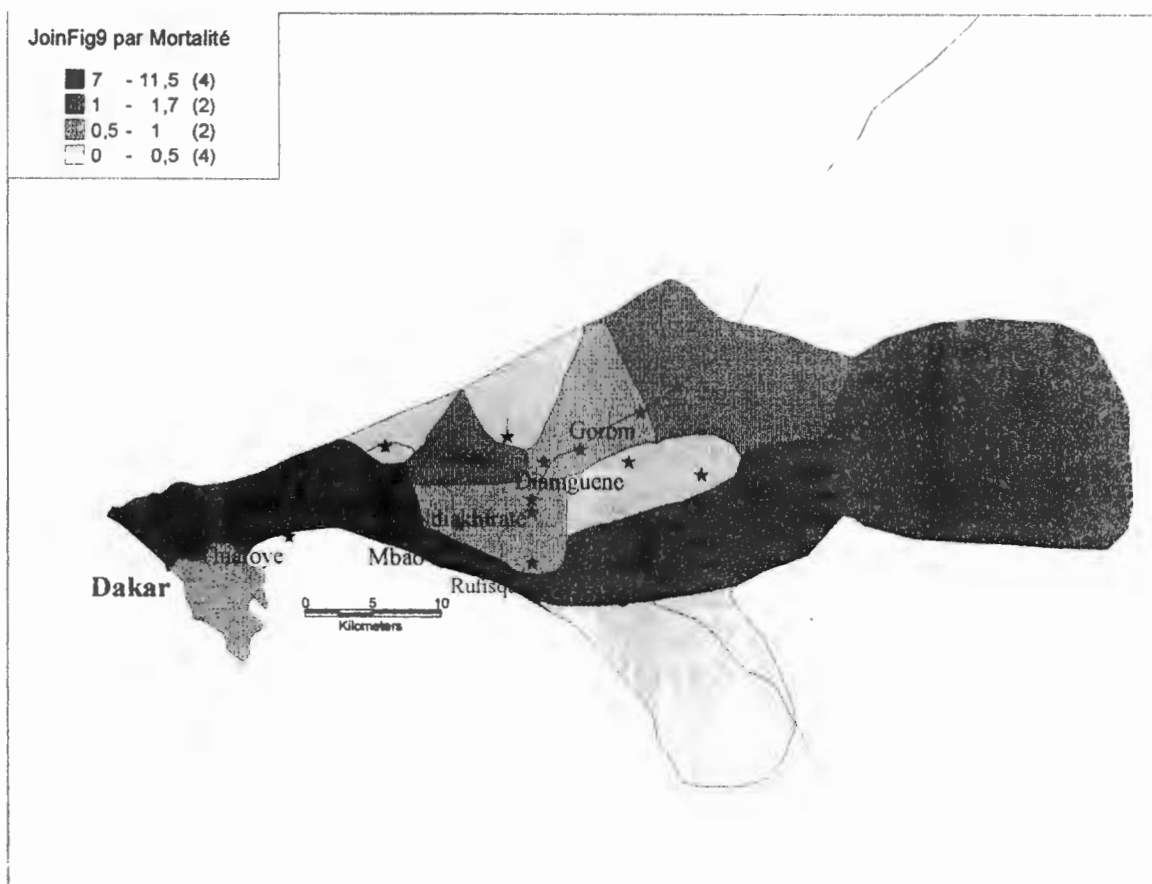 JoinFig9 par Mortalité
7 - 11,5 (4)
1 - 1,7 (2)
0,5 - 1 (2)
0 - 0,5 (4)
Gorom
Dakar
Mbao
0 5 10
Kilometers